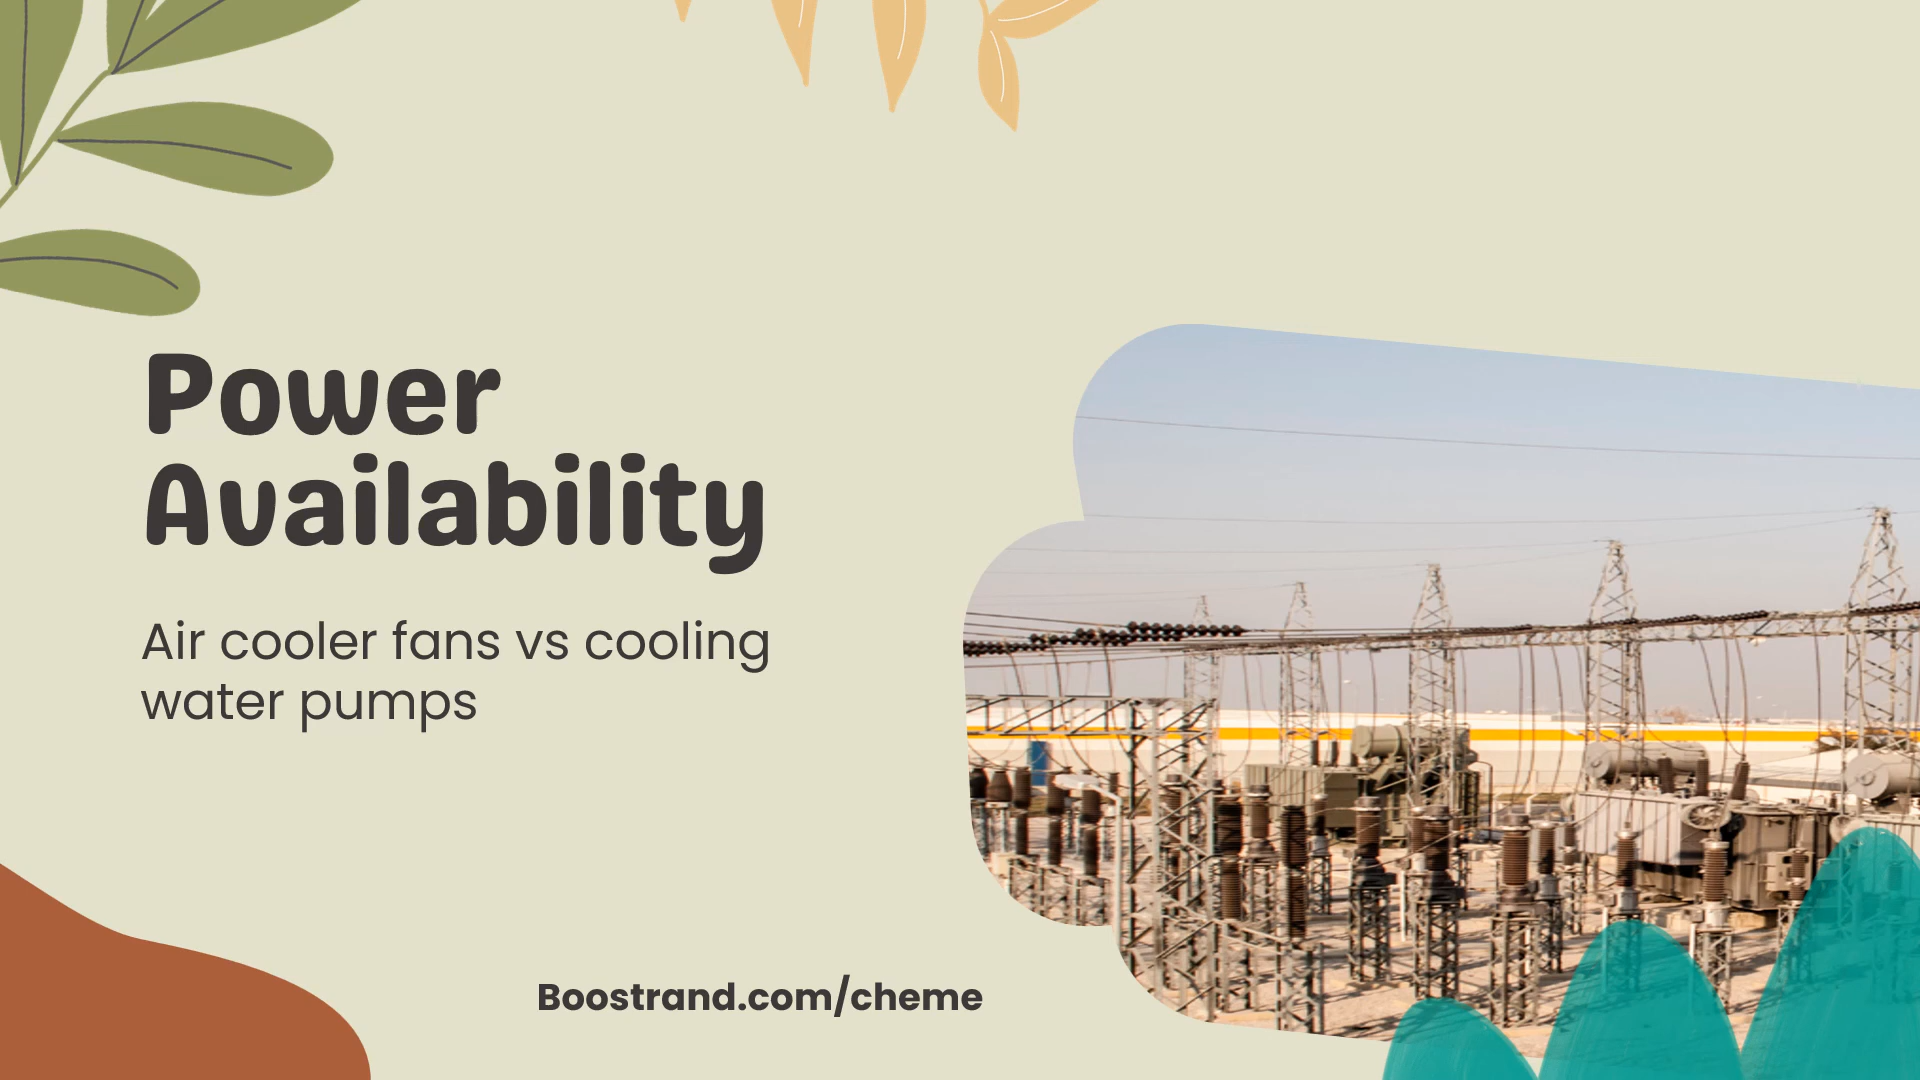 Power
Availability
Air cooler fans vs cooling
water pumps
Boostrand.com/cheme